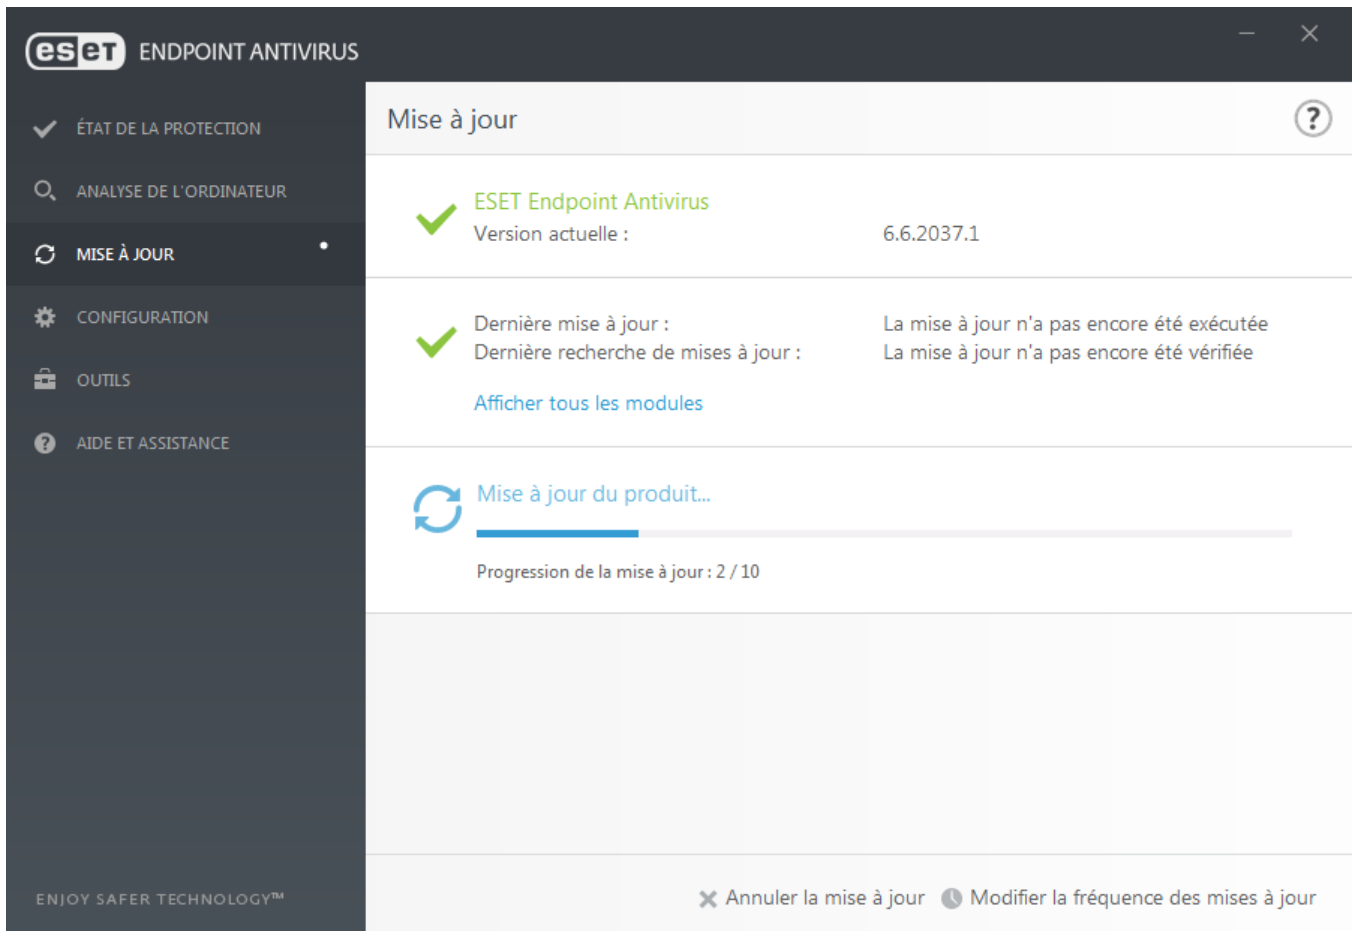 eset ENDPOINT ANTIVIRUS
ÉTAT DE LA PROTECTION
ANALYSE DE L'ORDINATEUR
MISE À JOUR
CONFIGURATION
OUTILS
AIDE ET ASSISTANCE
ENJOY SAFER TECHNOLOGY™
Mise à jour
?
ESET Endpoint Antivirus
Version actuelle : 6.6.2037.1
Dernière mise à jour : La mise à jour n'a pas encore été exécutée
Dernière recherche de mises à jour : La mise à jour n'a pas encore été vérifiée
Afficher tous les modules
Mise à jour du produit...
Progression de la mise à jour : 2 / 10
Annuler la mise à jour Modifier la fréquence des mises à jour